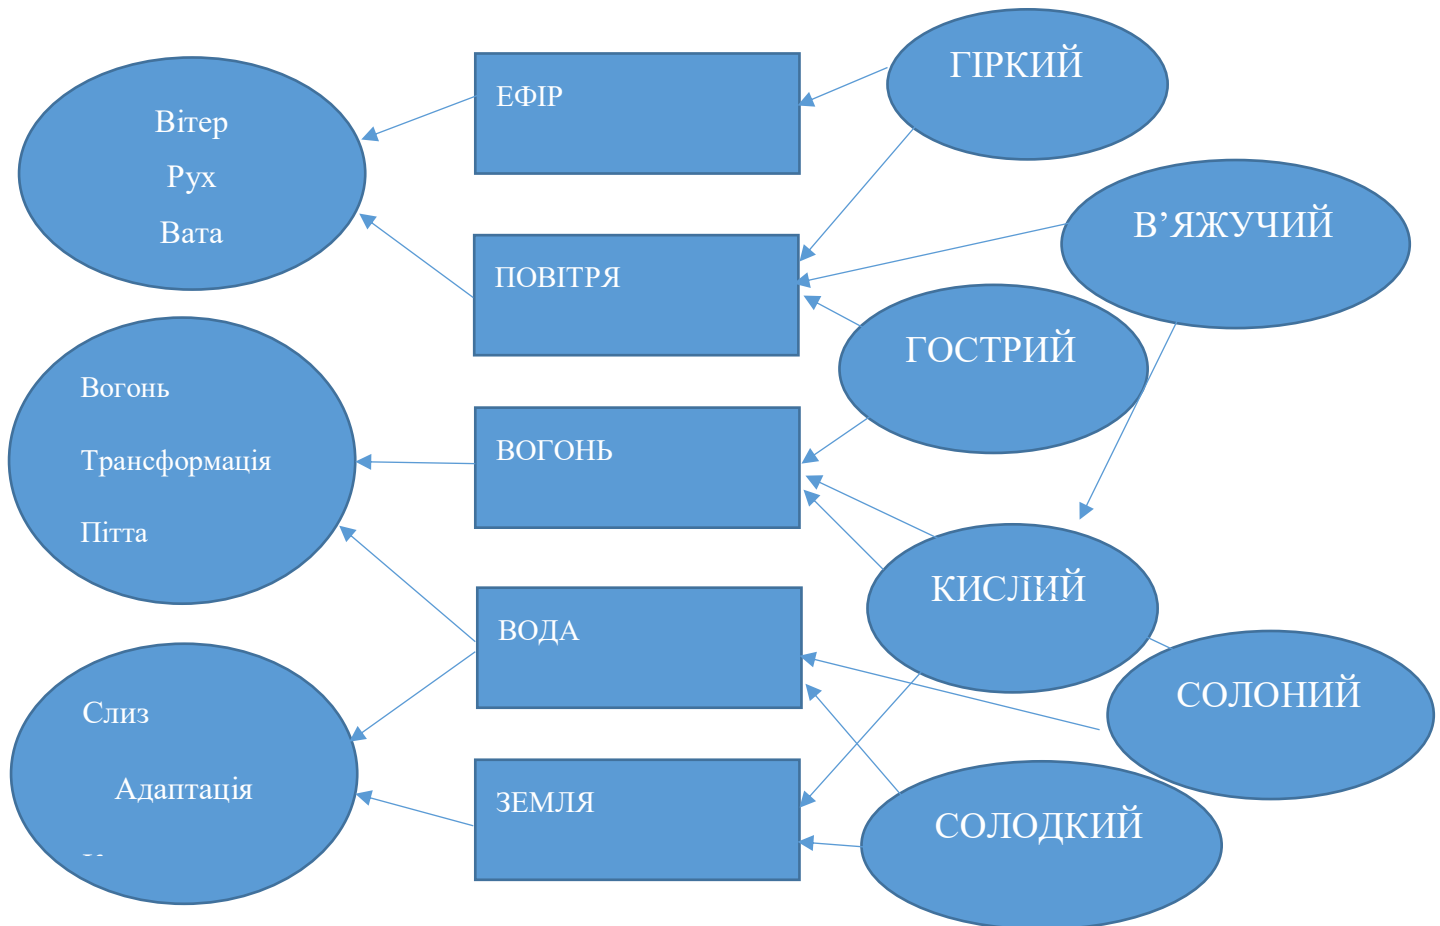 Вітер
Рух
Вата
Вогонь
Трансформація
Пітта
Слиз
Адаптація
ЕФІР
ПОВІТРЯ
ВОГОНЬ
ВОДА
ЗЕМЛЯ
ГІРКИЙ
В’ЯЖУЧИЙ
ГОСТРИЙ
КИСЛИЙ
СОЛОНИЙ
СОЛОДКИЙ